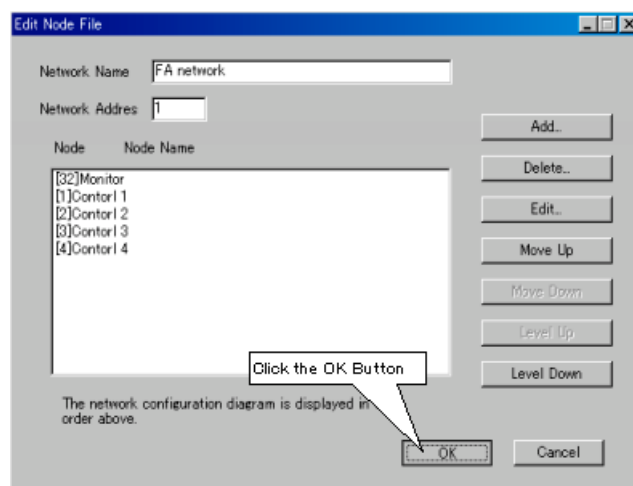 Edit Node File
Network Name FA network
Network Addres 1
Node Node Name
[32]Monitor
[1]Contorl 1
[2]Contorl 2
[3]Contorl 3
[4]Contorl 4
Add...
Delete...
Edit...
Move Up
Move Down
Level Up
Level Down
Click the OK Button
The network configuration diagram is displayed in
order above.
OK
Cancel